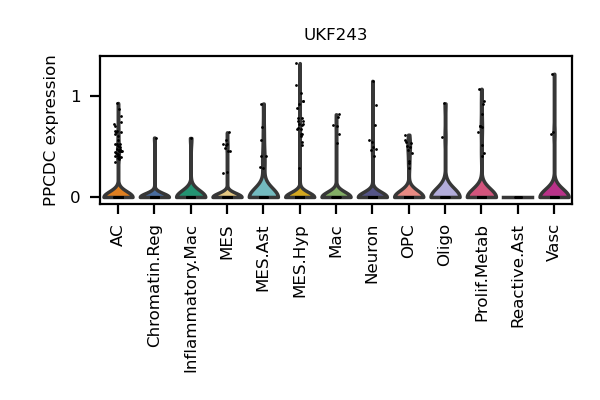 UKF243
PPCDC expression
1
0
AC
Chromatin.Reg
Inflammatory.Mac
MES
MES.Ast
MES.Hyp
Mac
Neuron
OPC
Oligo
Prolif.Metab
Reactive.Ast
Vasc